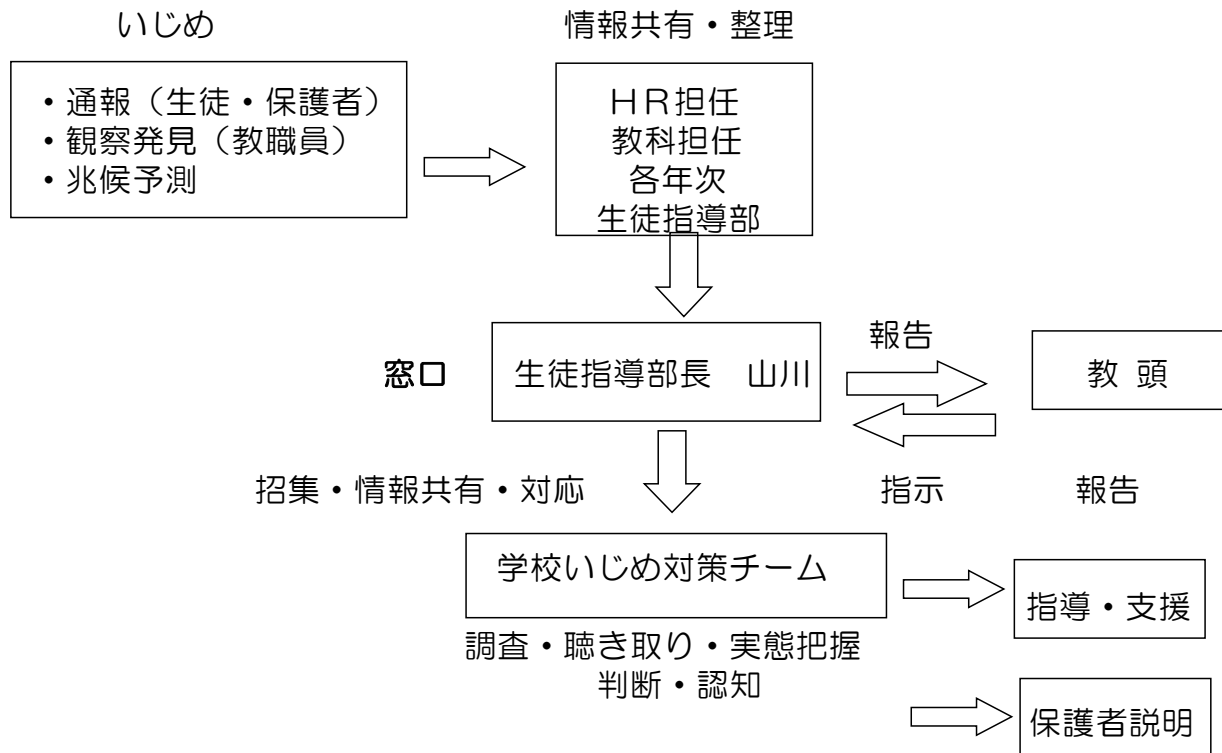 いじめ
情報共有・整理
・通報（生徒・保護者）
・観察発見（教職員）
・兆候予測
ＨＲ担任
教科担任
各年次
生徒指導部
窓口
生徒指導部長　山川
報告
教 頭
招集・情報共有・対応
指示
報告
学校いじめ対策チーム
指導・支援
調査・聴き取り・実態把握
判断・認知
保護者説明